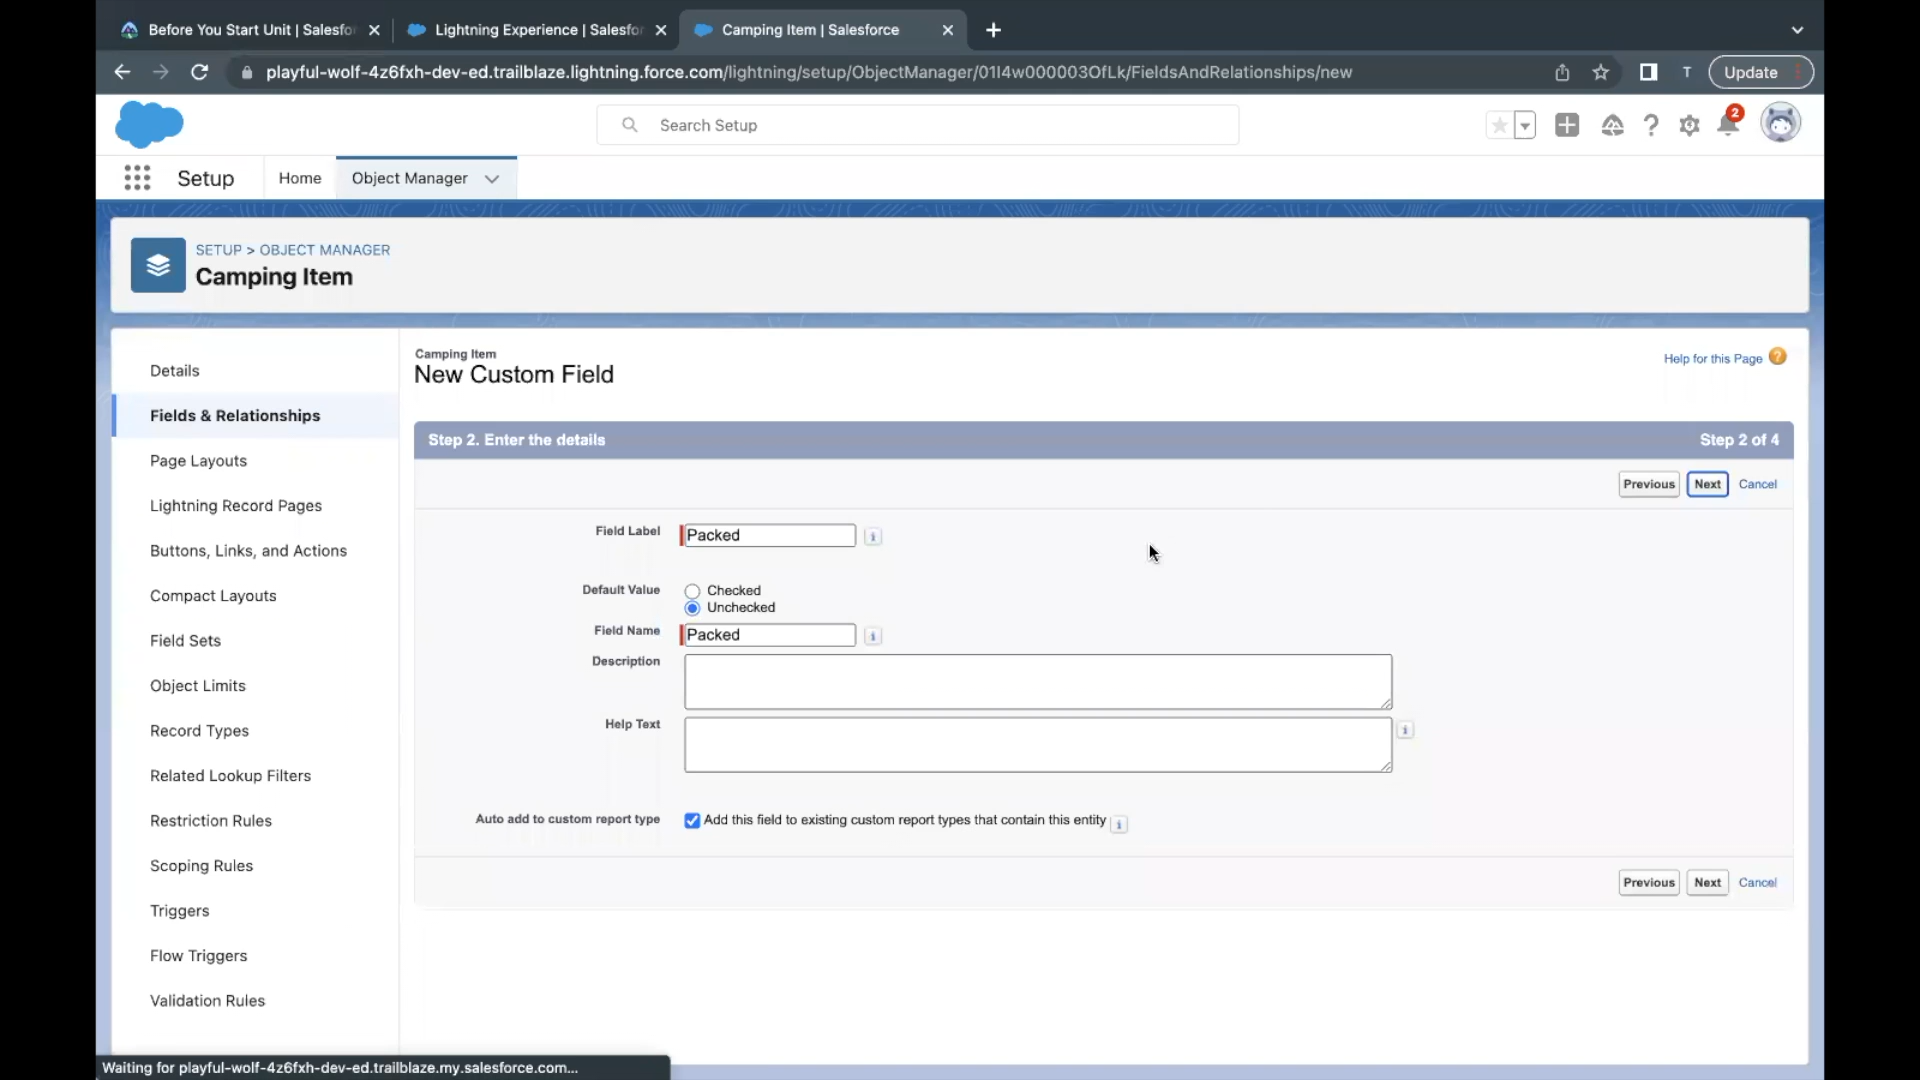 Before You Start Unit | Salesfo
Lightning Experience | Salesfor
Camping Item | Salesforce
playful-wolf-4z6fxh-dev-ed.trailblaze.lightning.force.com/lightning/setup/ObjectManager/01I4w000003OfLk/FieldsAndRelationships/new
T
Update
Search Setup
2
Setup
Home
Object Manager
SETUP > OBJECT MANAGER
Camping Item
Details
Fields & Relationships
Page Layouts
Lightning Record Pages
Buttons, Links, and Actions
Compact Layouts
Field Sets
Object Limits
Record Types
Related Lookup Filters
Restriction Rules
Scoping Rules
Triggers
Flow Triggers
Validation Rules
Camping Item
New Custom Field
Help for this Page
Step 2. Enter the details
Step 2 of 4
Previous Next Cancel
Field Label Packed
Default Value Checked
Unchecked
Field Name Packed
Description
Help Text
Auto add to custom report type Add this field to existing custom report types that contain this entity
Previous Next Cancel
Waiting for playful-wolf-4z6fxh-dev-ed.trailblaze.my.salesforce.com...